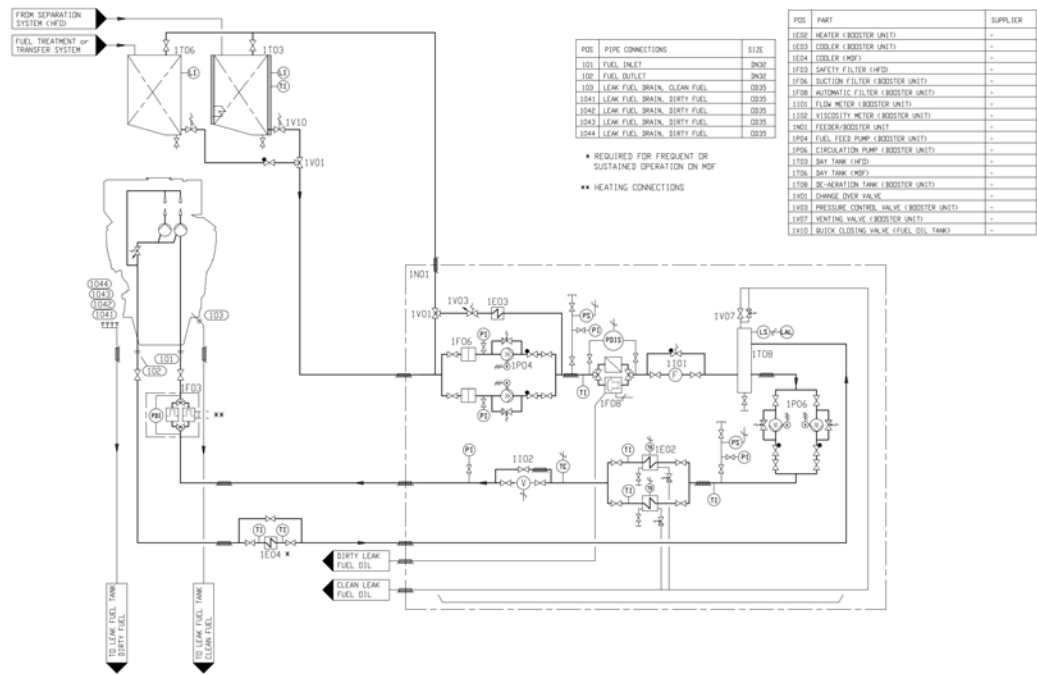 FROM SEPARATION
SYSTEM (HFO)
FUEL TREATMENT or
TRANSFER SYSTEM
1T06
1T03
LI
LI
TI
1V10
1V01
POS PIPE CONNECTIONS SIZE
101 FUEL INLET DN32
102 FUEL OUTLET DN32
103 LEAK FUEL DRAIN, CLEAN FUEL OD35
1041 LEAK FUEL DRAIN, DIRTY FUEL OD35
1042 LEAK FUEL DRAIN, DIRTY FUEL OD35
1043 LEAK FUEL DRAIN, DIRTY FUEL OD35
1044 LEAK FUEL DRAIN, DIRTY FUEL OD35
* REQUIRED FOR FREQUENT OR
SUSTAINED OPERATION ON MDF
** HEATING CONNECTIONS
POS PART SUPPLIER
1E02 HEATER (BOOSTER UNIT) -
1E03 COOLER (BOOSTER UNIT) -
1E04 COOLER (MDF) -
1F03 SAFETY FILTER (HFO) -
1F06 SUCTION FILTER (BOOSTER UNIT) -
1F08 AUTOMATIC FILTER (BOOSTER UNIT) -
1I01 FLOW METER (BOOSTER UNIT) -
1I02 VISCOSITY METER (BOOSTER UNIT) -
1N01 FEEDER/BOOSTER UNIT -
1P04 FUEL FEED PUMP (BOOSTER UNIT) -
1P06 CIRCULATION PUMP (BOOSTER UNIT) -
1T03 DAY TANK (HFO) -
1T06 DAY TANK (MDF) -
1T08 DE-AERATION TANK (BOOSTER UNIT) -
1V01 CHANGE OVER VALVE -
1V03 PRESSURE CONTROL VALVE (BOOSTER UNIT) -
1V07 VENTING VALVE (BOOSTER UNIT) -
1V10 QUICK CLOSING VALVE (FUEL OIL TANK) -
1044
1043
1042
1041
103
101
102
1F03
PDI
**
1N01
1V01
1V03
1E03
1F06
PI
1P04
PI
PS
PI
TI
PDIS
1F08
1I01
F
1V07
LS
LAL
1T08
1P06
PI
1I02
V
TE
TI
TI
1E02
TI
TI
PS
PI
TI
TI
TI
1E04 *
DIRTY LEAK
FUEL OIL
CLEAN LEAK
FUEL OIL
TO LEAK FUEL TANK
DIRTY FUEL
TO LEAK FUEL TANK
CLEAN FUEL